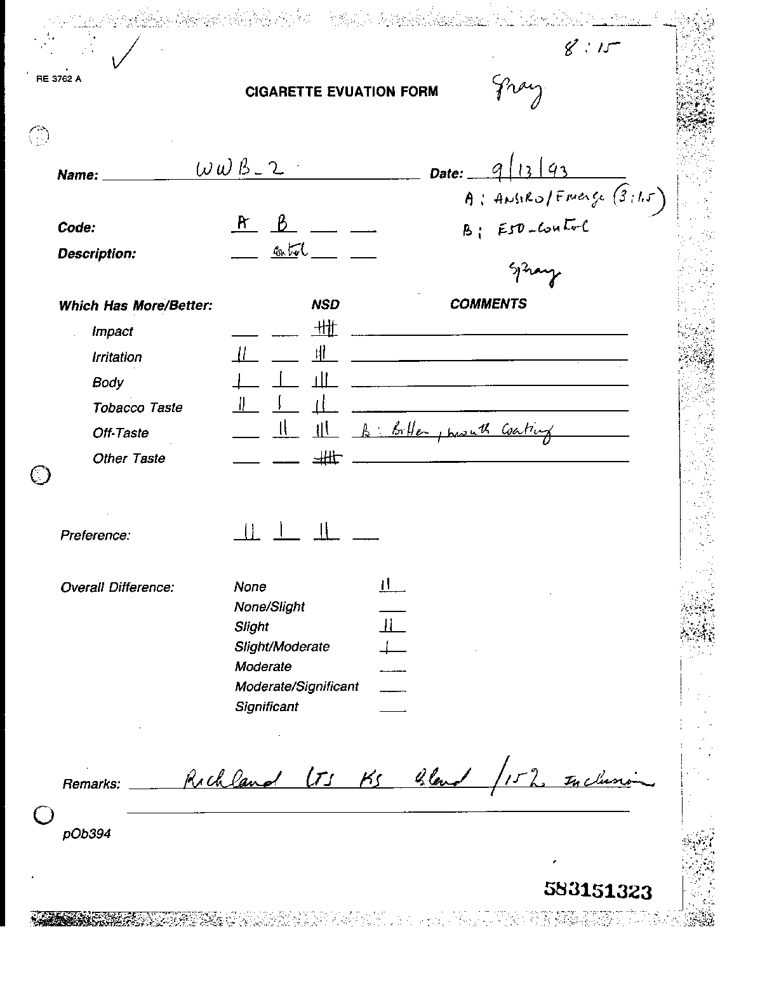 8:15
RE 3762 A
CIGARETTE EVUATION FORM
Spray
Name: WWB-2 Date: 9/13/93
A: /Emerge (3:1.5)
Code: A B B: ESD-Control
Description: Control
Spray
Which Has More/Better: NSD COMMENTS
Impact
Irritation
Body
Tobacco Taste
Off-Taste B: Bitter, mouth coating
Other Taste
Preference:
Overall Difference: None
None/Slight
Slight
Slight/Moderate
Moderate
Moderate/Significant
Significant
Remarks: Richland LTS KS Blend /15% Inclusion
pOb394
583151323